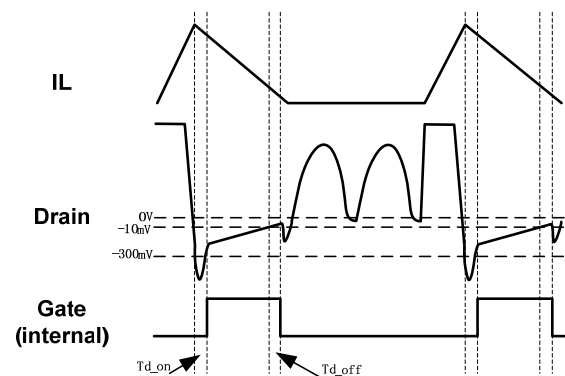 IL
Drain
0V
-10mV
-300mV
Gate
(internal)
Td_on
Td_off